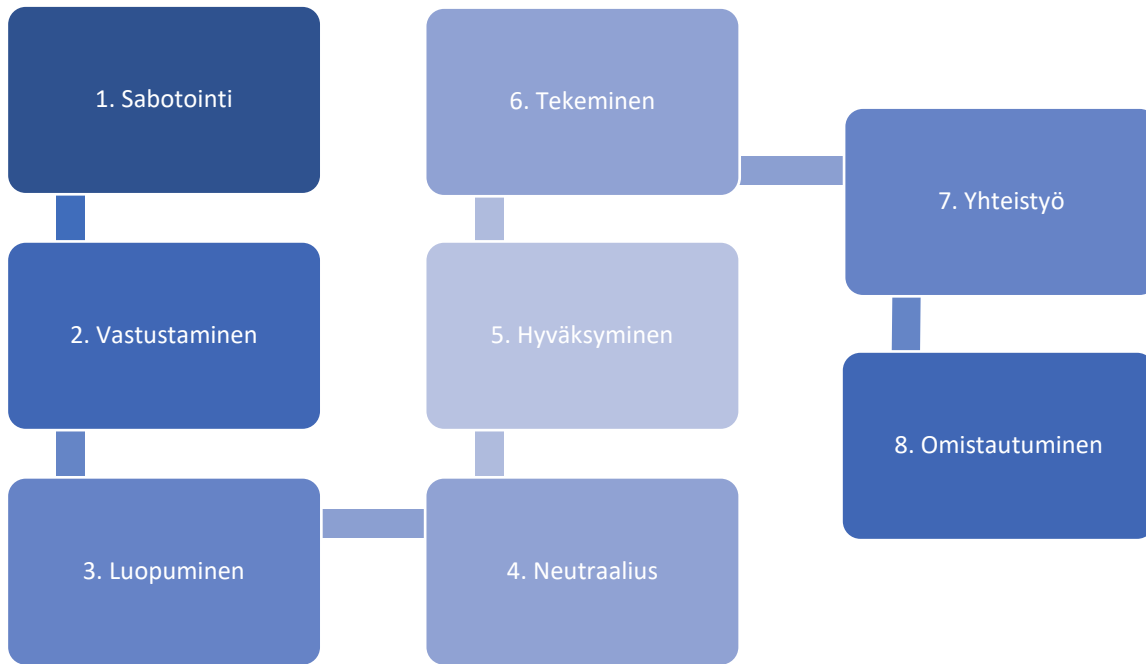 1. Sabotointi
2. Vastustaminen
3. Luopuminen
4. Neutraalius
5. Hyväksyminen
6. Tekeminen
7. Yhteistyö
8. Omistautuminen